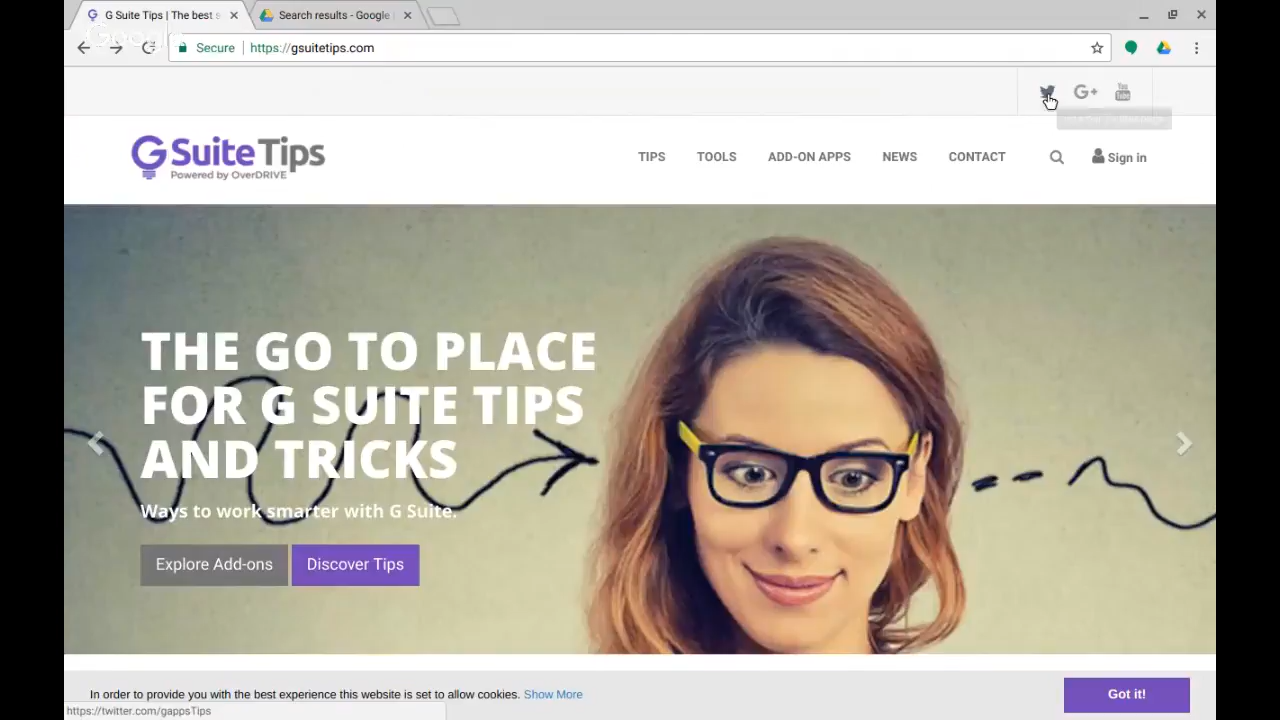 G Suite Tips | The best s
Search results - Google
Google
Secure
https://gsuitetips.com
G+
You
Tube
G Suite Tips
Powered by OverDRIVE
TIPS
TOOLS
ADD-ON APPS
NEWS
CONTACT
Sign in
THE GO TO PLACE
FOR G SUITE TIPS
AND TRICKS
Ways to work smarter with G Suite.
Explore Add-ons
Discover Tips
In order to provide you with the best experience this website is set to allow cookies. Show More
Got it!
https://twitter.com/gappsTips